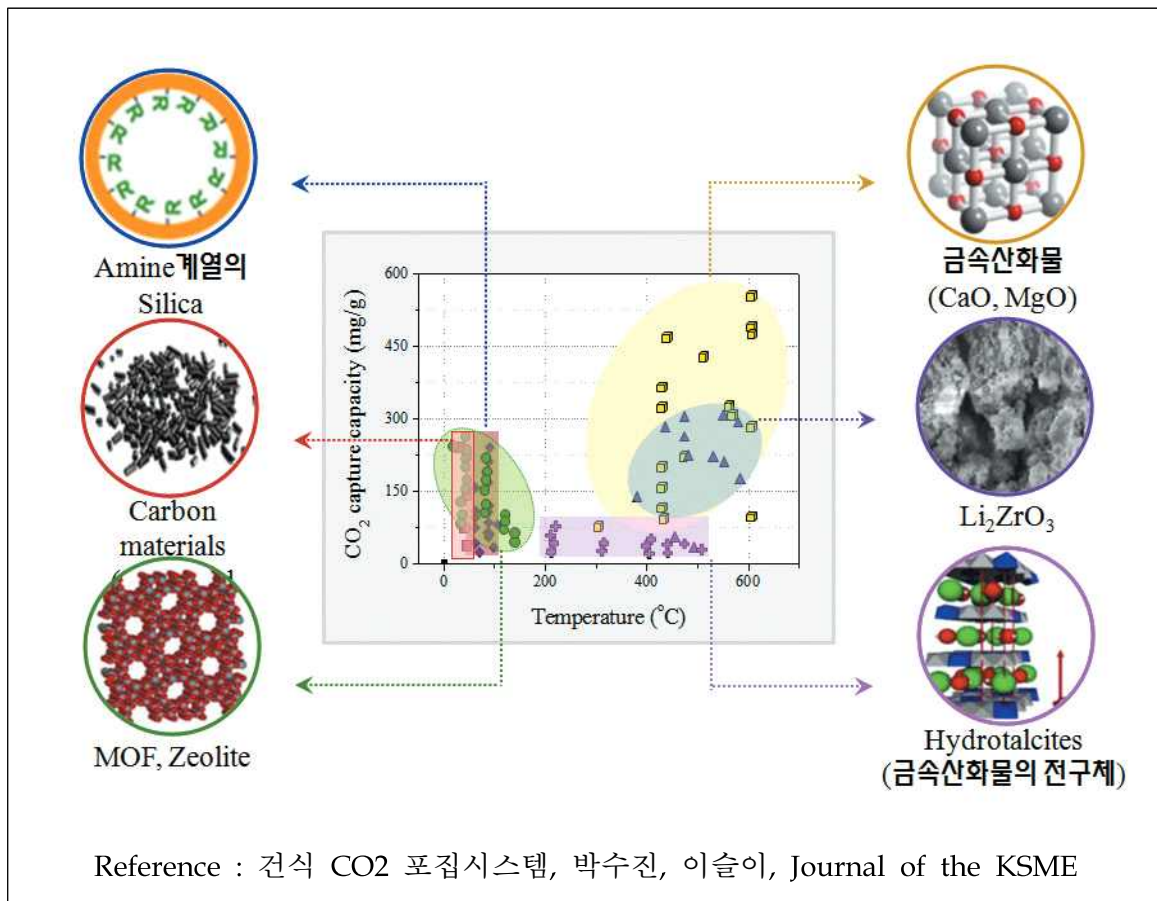 R R R R R R R R R R R R R R R
Amine계열의
Silica
Carbon
materials
MOF, Zeolite
CO2 capture capacity (mg/g)
600
450
300
150
0
0 200 400 600
Temperature (°C)
금속산화물
(CaO, MgO)
Li2ZrO3
Hydrotalcites
(금속산화물의 전구체)
Reference : 건식 CO2 포집시스템, 박수진, 이슬이, Journal of the KSME